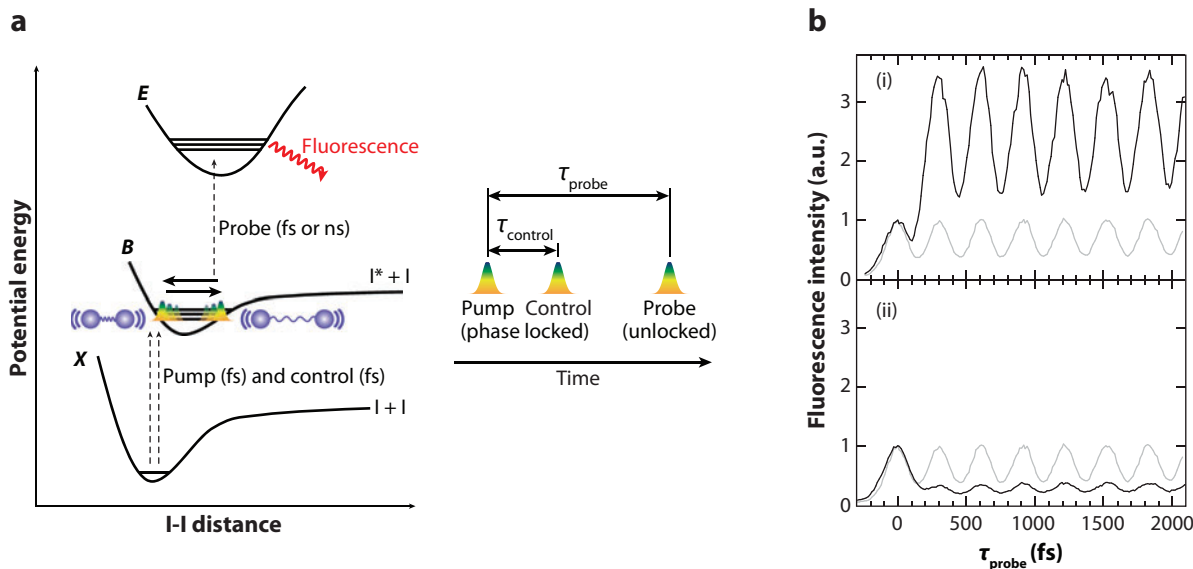 a
b
Potential energy
E
Fluorescence
Probe (fs or ns)
B
I* + I
X
Pump (fs) and control (fs)
I + I
I-I distance
τprobe
τcontrol
Pump Control Probe
(phase locked) (unlocked)
Time
Fluorescence intensity (a.u.)
(i)
3
2
1
0
(ii)
3
2
1
0
0 500 1000 1500 2000
τprobe (fs)